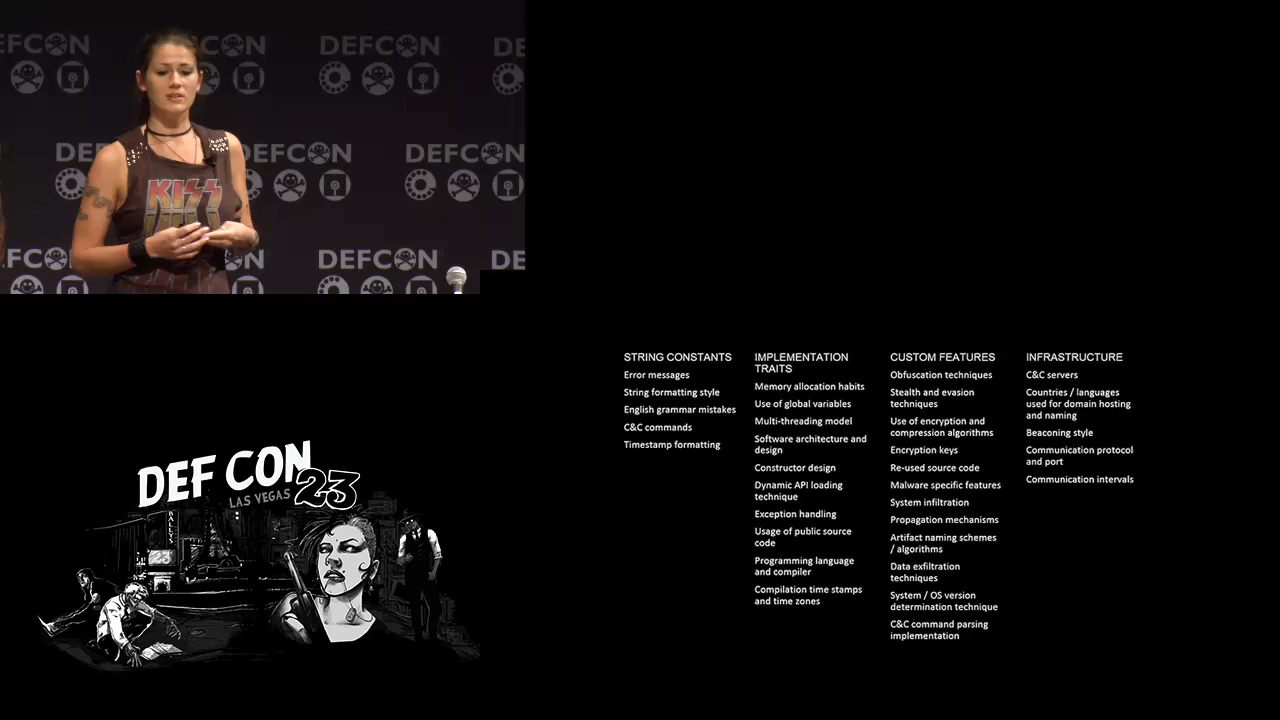 DEFCON
DEFCON
DE
DEFCON
DEFCON
DEFCON
KISS
FCON
DEFCON
DE
DEF CON
LAS VEGAS 23
BALLYS
STRING CONSTANTS
Error messages
String formatting style
English grammar mistakes
C&C commands
Timestamp formatting
IMPLEMENTATION
TRAITS
Memory allocation habits
Use of global variables
Multi-threading model
Software architecture and
design
Constructor design
Dynamic API loading
technique
Exception handling
Usage of public source
code
Programming language
and compiler
Compilation time stamps
and time zones
CUSTOM FEATURES
Obfuscation techniques
Stealth and evasion
techniques
Use of encryption and
compression algorithms
Encryption keys
Re-used source code
Malware specific features
System infiltration
Propagation mechanisms
Artifact naming schemes
/ algorithms
Data exfiltration
techniques
System / OS version
determination technique
C&C command parsing
implementation
INFRASTRUCTURE
C&C servers
Countries / languages
used for domain hosting
and naming
Beaconing style
Communication protocol
and port
Communication intervals